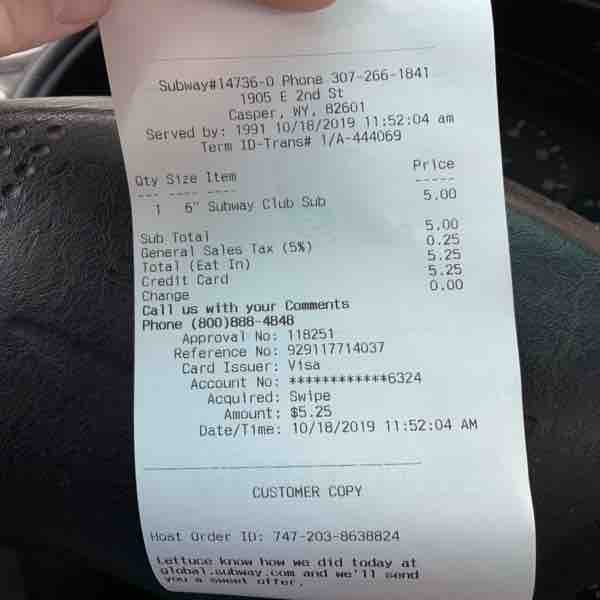 Subway#14736-0 Phone 307-266-1841
1905 E 2nd St
Casper, WY, 82601
Served by: 1991 10/18/2019 11:52:04 am
Term ID-Trans# 1/A-444069
Qty Size Item Price
--- ---- ---- -----
1 6" Subway Club Sub 5.00
Sub Total 5.00
General Sales Tax (5%) 0.25
Total (Eat In) 5.25
Credit Card 5.25
Change 0.00
Call us with your Comments
Phone (800)888-4848
Approval No: 118251
Reference No: 929117714037
Card Issuer: Visa
Account No: ************6324
Acquired: Swipe
Amount: $5.25
Date/Time: 10/18/2019 11:52:04 AM
CUSTOMER COPY
Host Order ID: 747-203-8638824
Lettuce know how we did today at
global.subway.com and we'll send
you a sweet offer.